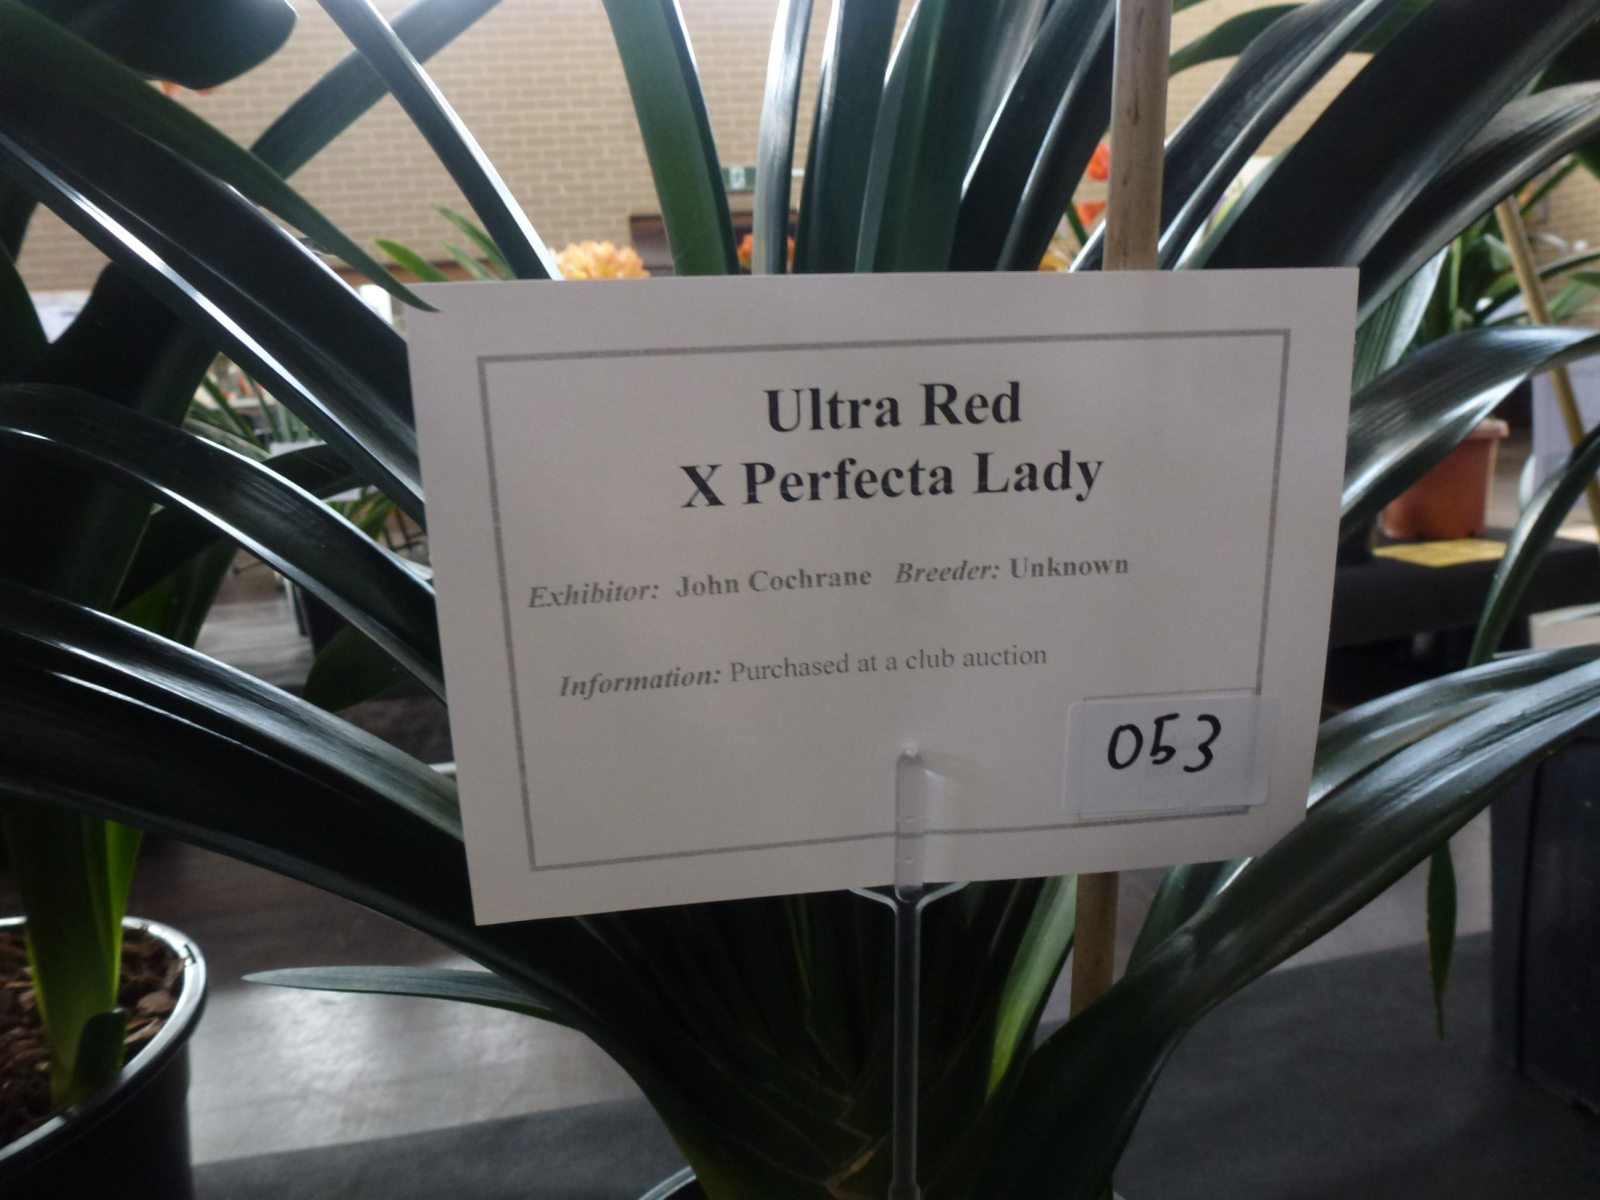 Ultra Red
X Perfecta Lady
Exhibitor: John Cochrane Breeder: Unknown
Information: Purchased at a club auction
053